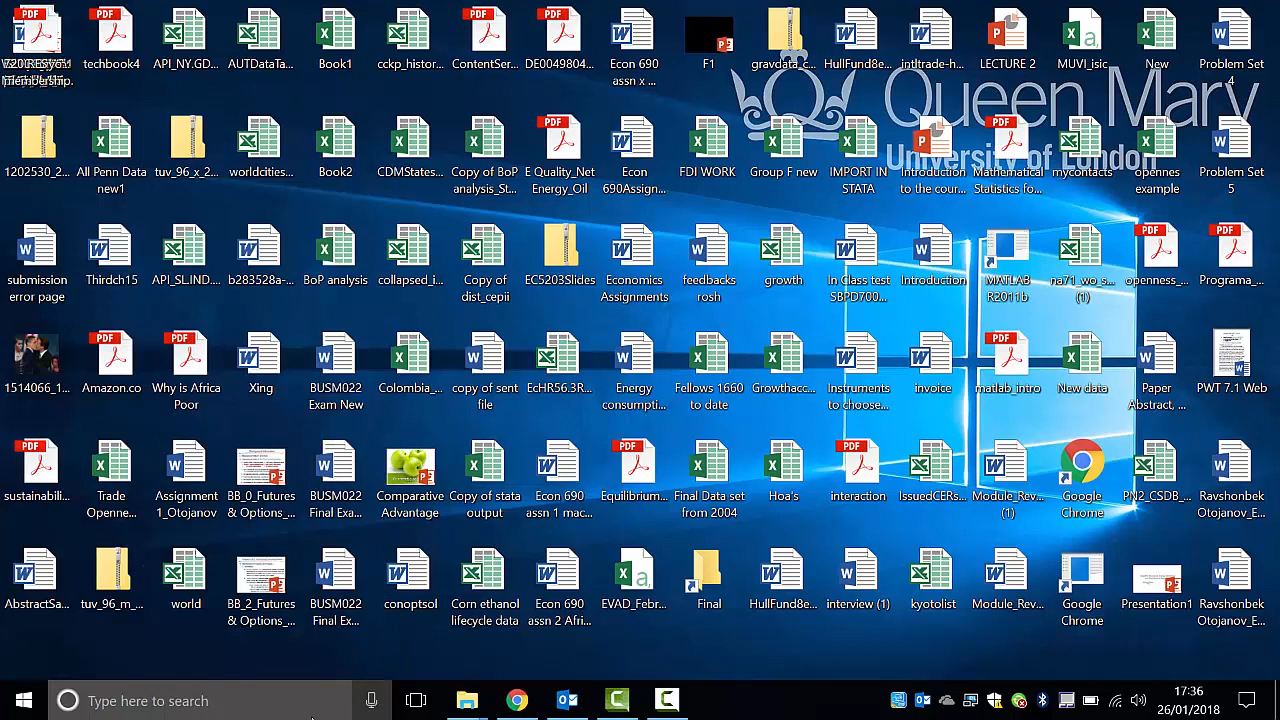 techbook4
API_NY.GD...
AUTDataTa...
Book1
cckp_histor...
ContentSer...
DE0049804...
Econ 690
assn x ...
F1
gravdata_c...
HullFund8e...
intltrade-h...
LECTURE 2
MUVI_isic
New
Problem Set
4
Queen Mary
University of London
1202530_2...
All Penn Data
new1
tuv_96_x_2...
worldcities...
Book2
CDMStates...
Copy of BoP
analysis_St...
E Quality_Net
Energy_Oil
Econ
690Assign...
FDI WORK
Group F new
IMPORT IN
STATA
Introduction
to the cour...
Mathematical
Statistics fo...
mycontacts
opennes
example
Problem Set
5
submission
error page
Thirdch15
API_SL.IND....
b283528a-...
BoP analysis
collapsed_i...
Copy of
dist_cepii
EC5203Slides
Economics
Assignments
feedbacks
rosh
growth
In Class test
SBPD700...
Introduction
MATLAB
R2011b
na71_wo_s...
(1)
openness_...
Programa_...
1514066_1...
Amazon.co
Why is Africa
Poor
Xing
BUSM022
Exam New
Colombia_...
copy of sent
file
EcHR56.3R...
Energy
consumpti...
Fellows 1660
to date
Growthacc...
Instruments
to choose...
invoice
matlab_intro
New data
Paper
Abstract, ...
PWT 7.1 Web
sustainabili...
Trade
Openne...
Assignment
1_Otojanov
BB_0_Futures
& Options_...
BUSM022
Final Exa...
Comparative
Advantage
Copy of stata
output
Econ 690
assn 1 mac...
Equilibrium...
Final Data set
from 2004
Hoa's
interaction
IssuedCERs...
Module_Rev...
(1)
Google
Chrome
PN2_CSDB_...
Ravshonbek
Otojanov_E...
AbstractSa...
tuv_96_m_...
world
BB_2_Futures
& Options_...
BUSM022
Final Ex...
conoptsol
Corn ethanol
lifecycle data
Econ 690
assn 2 Afri...
EVAD_Febr...
Final
HullFund8e...
interview (1)
kyotolist
Module_Rev...
Google
Chrome
Presentation1
Ravshonbek
Otojanov_E...
Type here to search
17:36
26/01/2018